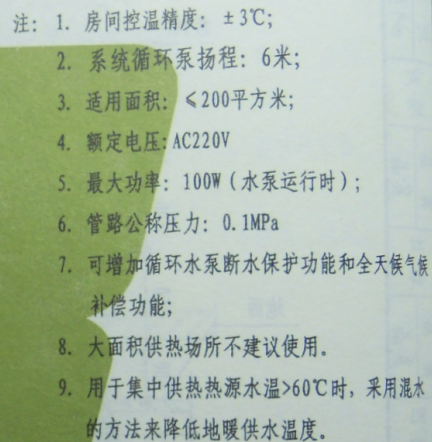 注: 1. 房间控温精度: ±3℃;
2. 系统循环泵扬程: 6米;
3. 适用面积: ≤200平方米;
4. 额定电压: AC220V
5. 最大功率: 100W (水泵运行时);
6. 管路公称压力: 0.1MPa
7. 可增加循环水泵断水保护功能和全天候气候
补偿功能;
8. 大面积供热场所不建议使用。
9. 用于集中供热热源水温>60℃时, 采用混水
的方法来降低地暖供水温度。